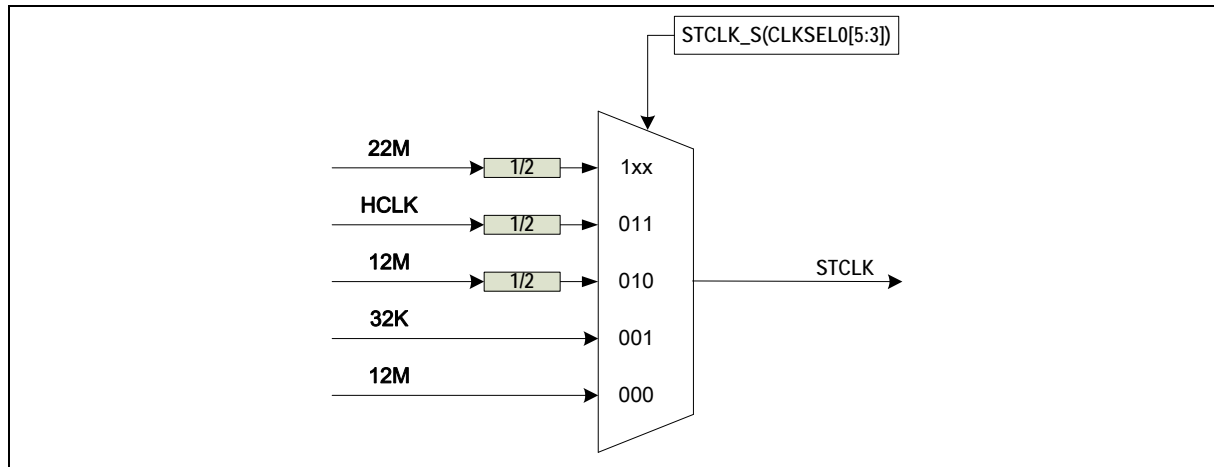 STCLK_S(CLKSEL0[5:3])
22M 1/2 1xx
HCLK 1/2 011
12M 1/2 010
STCLK
32K 001
12M 000